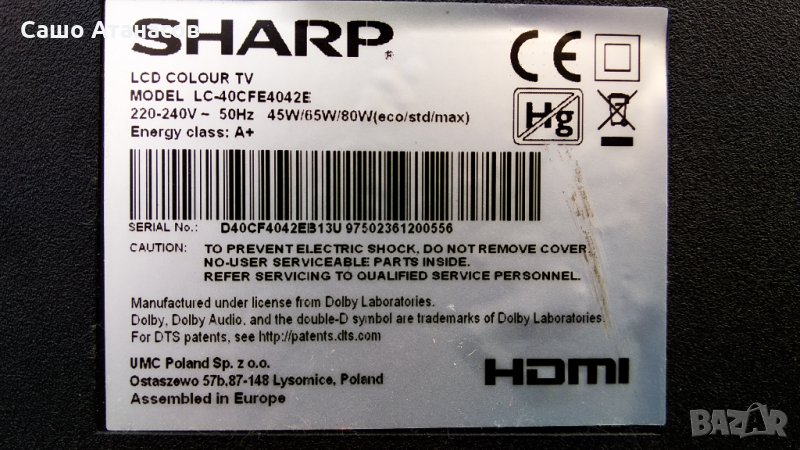 Сашо Атанасов
SHARP
LCD COLOUR TV
MODEL LC-40CFE4042E
220-240V ~ 50Hz 45W/65W/80W(eco/std/max)
Energy class: A+
CE
Hg
SERIAL No.: D40CF4042EB13U 97502361200556
CAUTION: TO PREVENT ELECTRIC SHOCK, DO NOT REMOVE COVER
NO-USER SERVICEABLE PARTS INSIDE.
REFER SERVICING TO QUALIFIED SERVICE PERSONNEL.
Manufactured under license from Dolby Laboratories.
Dolby, Dolby Audio, and the double-D symbol are trademarks of Dolby Laboratories.
For DTS patents, see http://patents.dts.com
UMC Poland Sp. z o.o.
Ostaszewo 57b,87-148 Lysomice, Poland
Assembled in Europe
HDMI
BAZAR